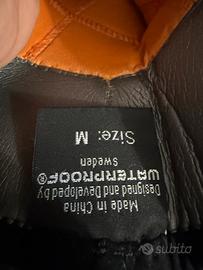 Made in China
Designed and Developed by
WATERPROOF®
Sweden
Size: M
subito